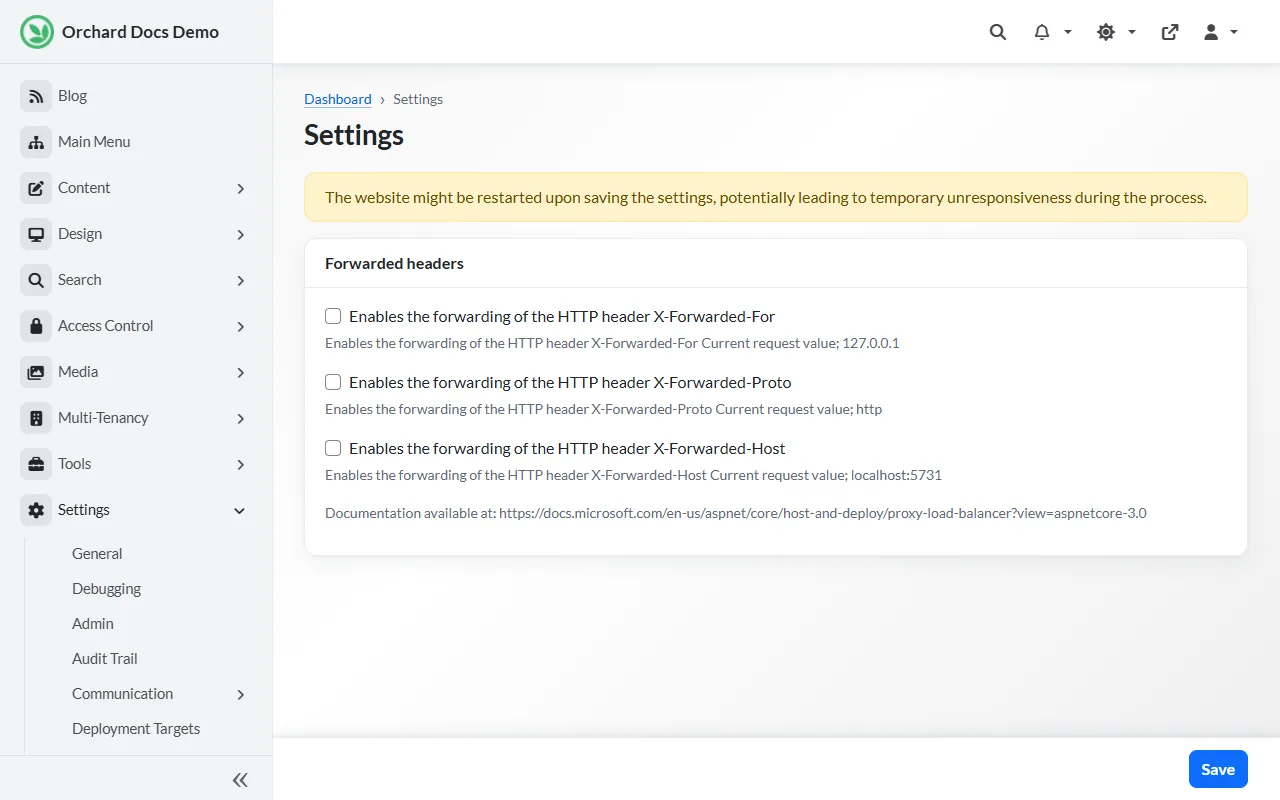 Orchard Docs Demo
Blog
Main Menu
Content
Design
Search
Access Control
Media
Multi-Tenancy
Tools
Settings
General
Debugging
Admin
Audit Trail
Communication
Deployment Targets
Dashboard › Settings
Settings
The website might be restarted upon saving the settings, potentially leading to temporary unresponsiveness during the process.
Forwarded headers
Enables the forwarding of the HTTP header X-Forwarded-For
Enables the forwarding of the HTTP header X-Forwarded-For Current request value; 127.0.0.1
Enables the forwarding of the HTTP header X-Forwarded-Proto
Enables the forwarding of the HTTP header X-Forwarded-Proto Current request value; http
Enables the forwarding of the HTTP header X-Forwarded-Host
Enables the forwarding of the HTTP header X-Forwarded-Host Current request value; localhost:5731
Documentation available at: https://docs.microsoft.com/en-us/aspnet/core/host-and-deploy/proxy-load-balancer?view=aspnetcore-3.0
Save